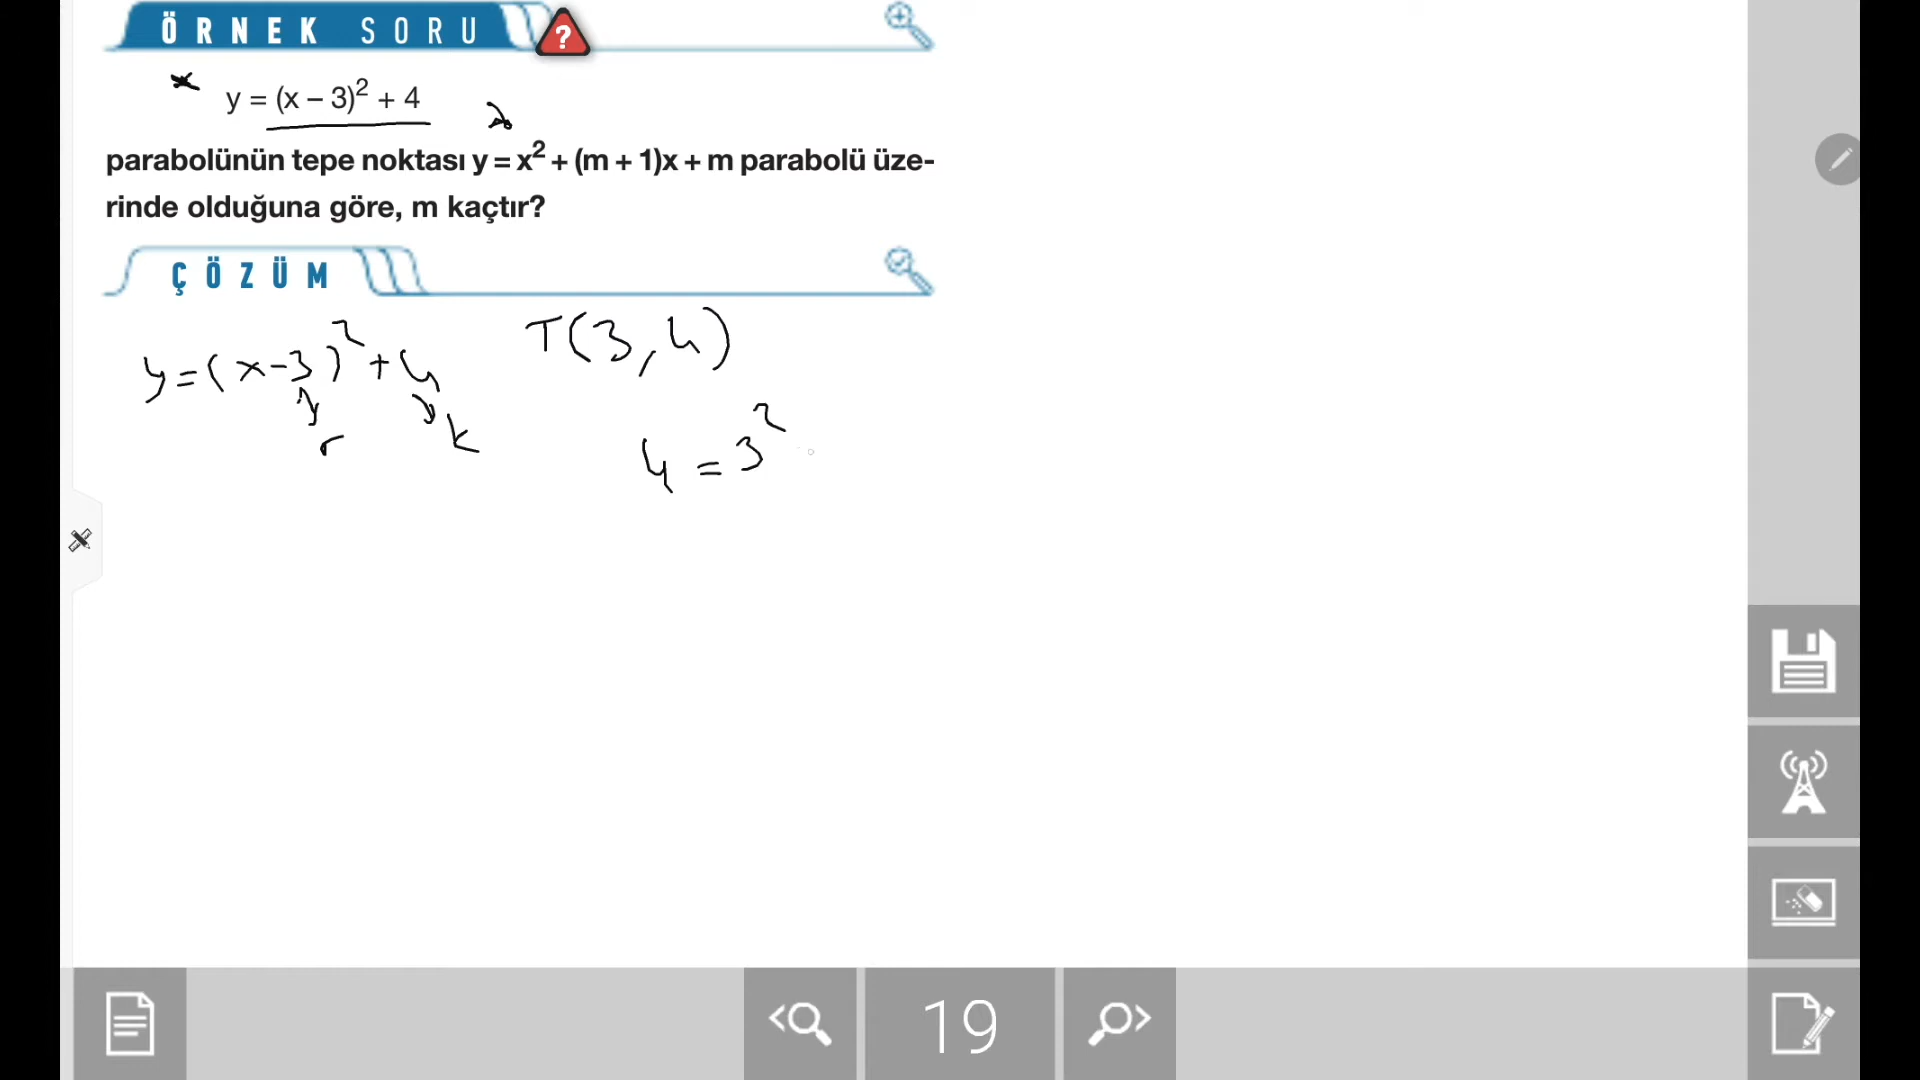 ÖRNEK SORU ?
y = (x – 3)² + 4
parabolünün tepe noktası y = x² + (m + 1)x + m parabolü üze-
rinde olduğuna göre, m kaçtır?
ÇÖZÜM
y = (x - 3)² + 4
r
k
T(3, 4)
4 = 3²
19